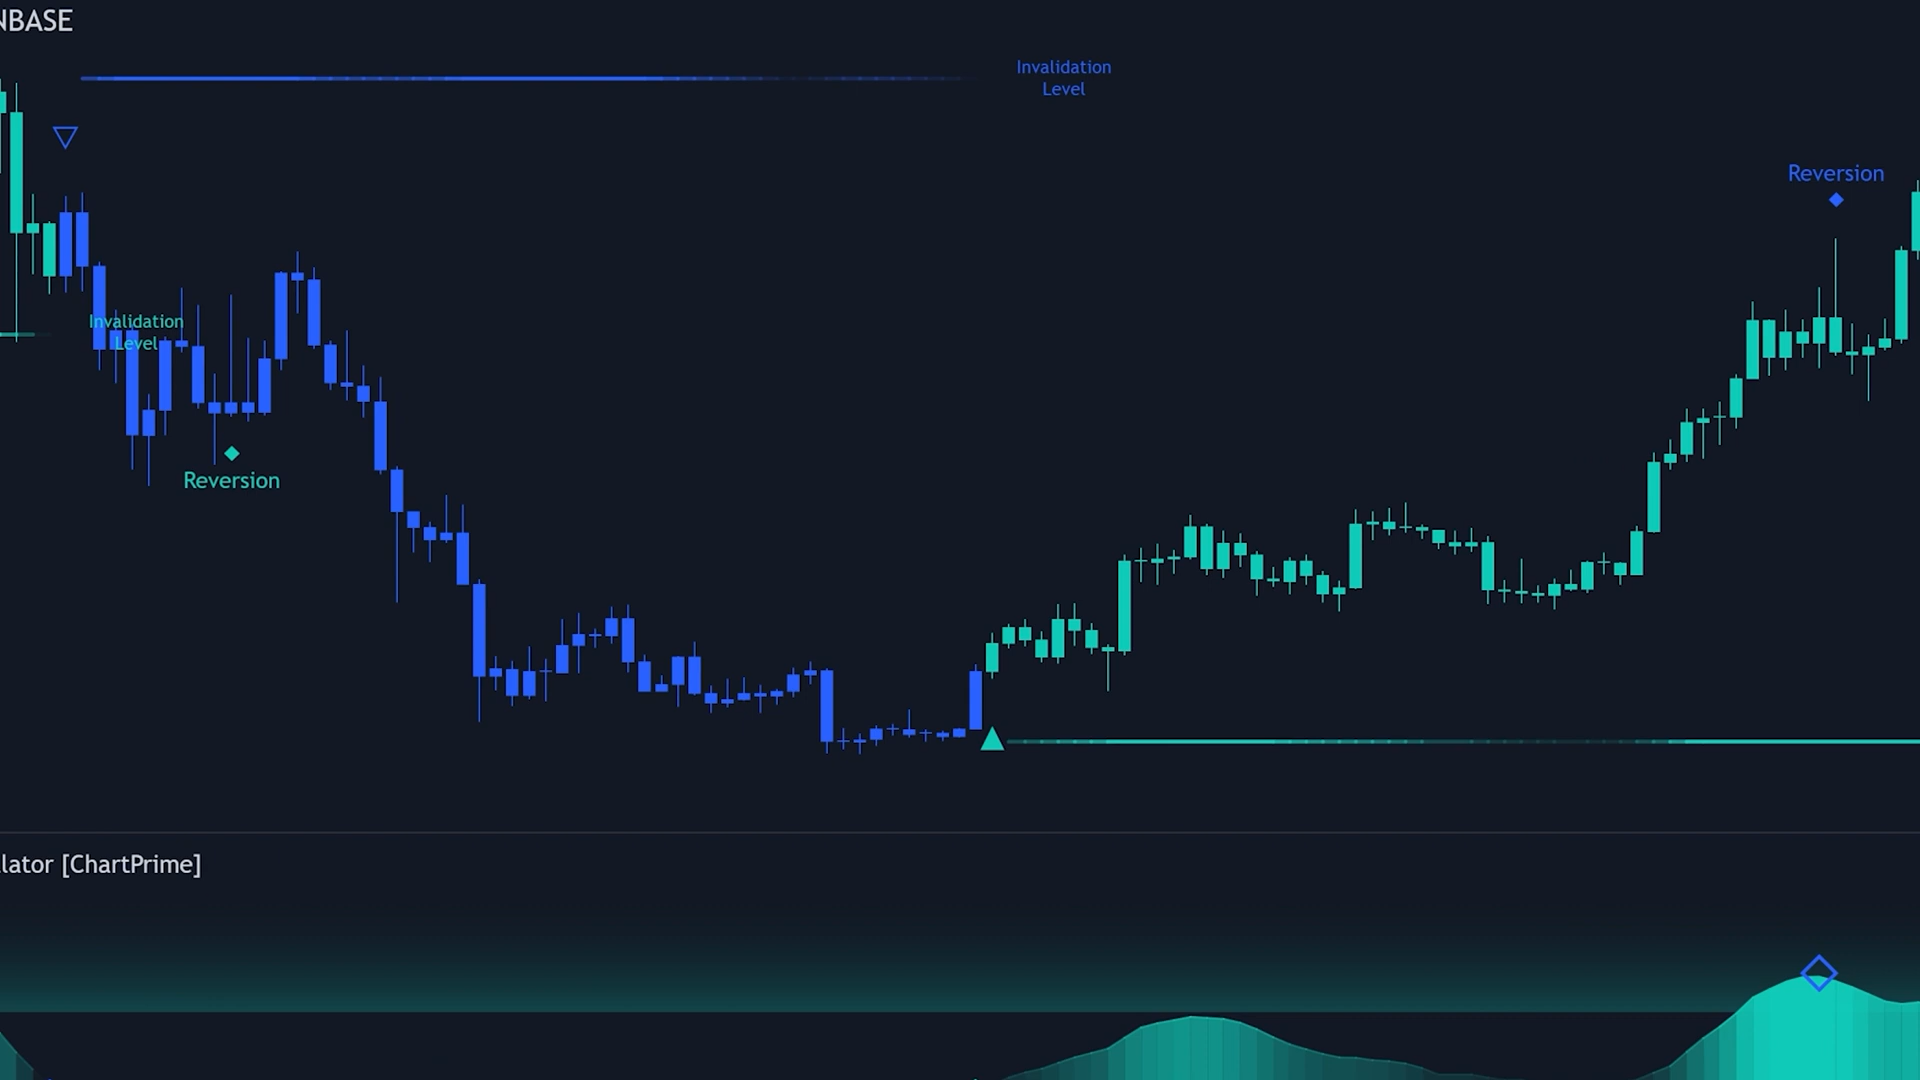 NBASE
Invalidation
Level
Reversion
Invalidation
Level
Reversion
lator [ChartPrime]